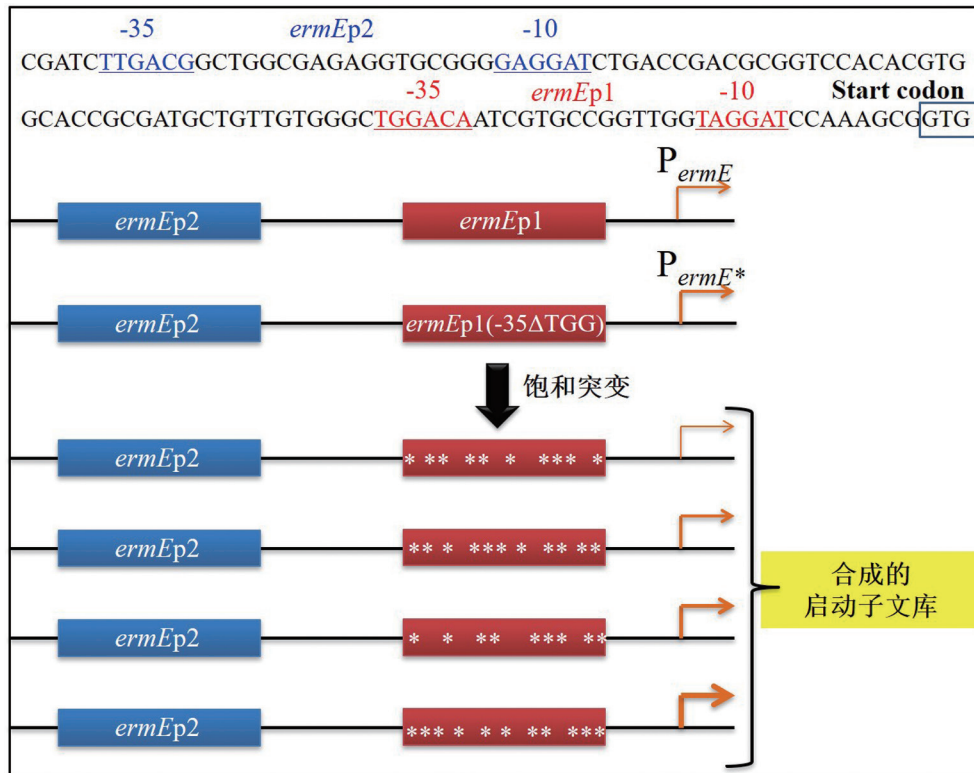 -35 ermEp2 -10
CGATCTTGACGGCTGGCGAGAGGTGCGGGGAGGATCTGACCGACGCGGTCCACACGTG
-35 ermEp1 -10 Start codon
GCACCGCGATGCTGTTGTGGGCTGGACAATCGTGCCGGTTGGTAGGATCCAAAGCGGTG
PermE
ermEp2 ermEp1
PermE*
ermEp2 ermEp1(-35ΔTGG)
饱和突变
ermEp2 * ** ** * *** *
ermEp2 ** * *** * ** **
合成的
启动子文库
ermEp2 * * ** *** **
ermEp2 *** * * * ** ***